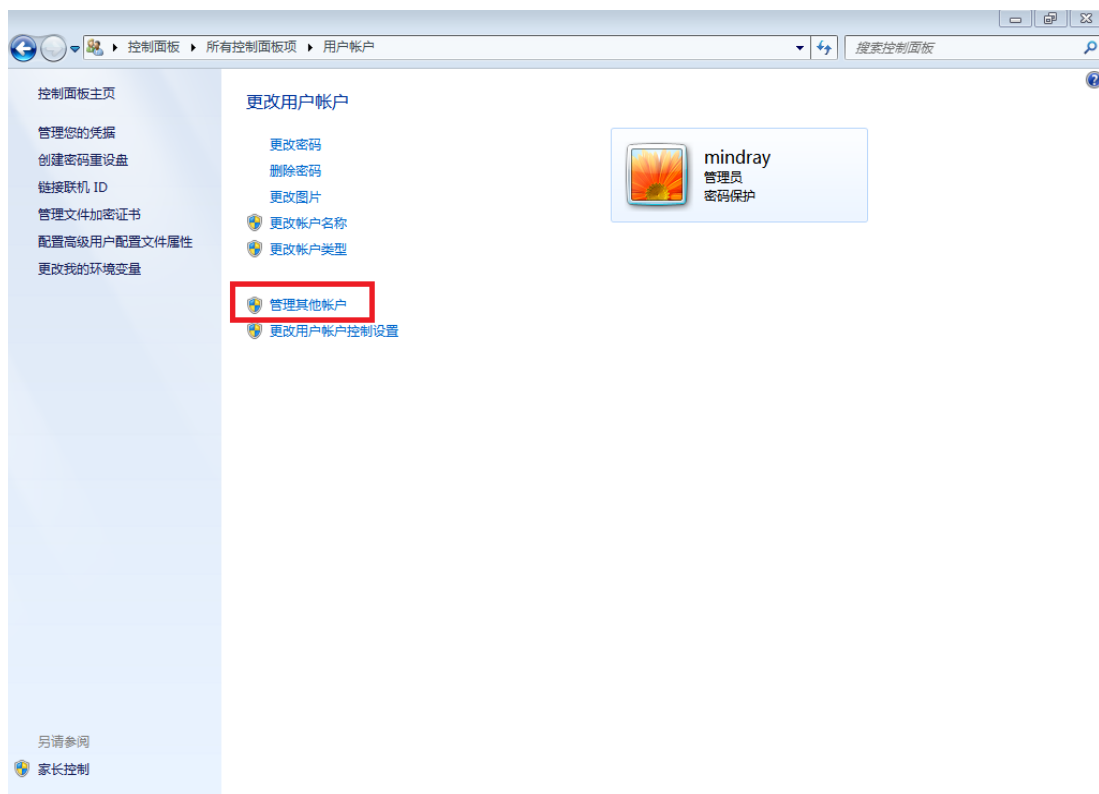 控制面板 ▸ 所有控制面板项 ▸ 用户帐户
搜索控制面板
控制面板主页
管理您的凭据
创建密码重设盘
链接联机 ID
管理文件加密证书
配置高级用户配置文件属性
更改我的环境变量
更改用户帐户
更改密码
删除密码
更改图片
更改帐户名称
更改帐户类型
管理其他帐户
更改用户帐户控制设置
mindray
管理员
密码保护
另请参阅
家长控制